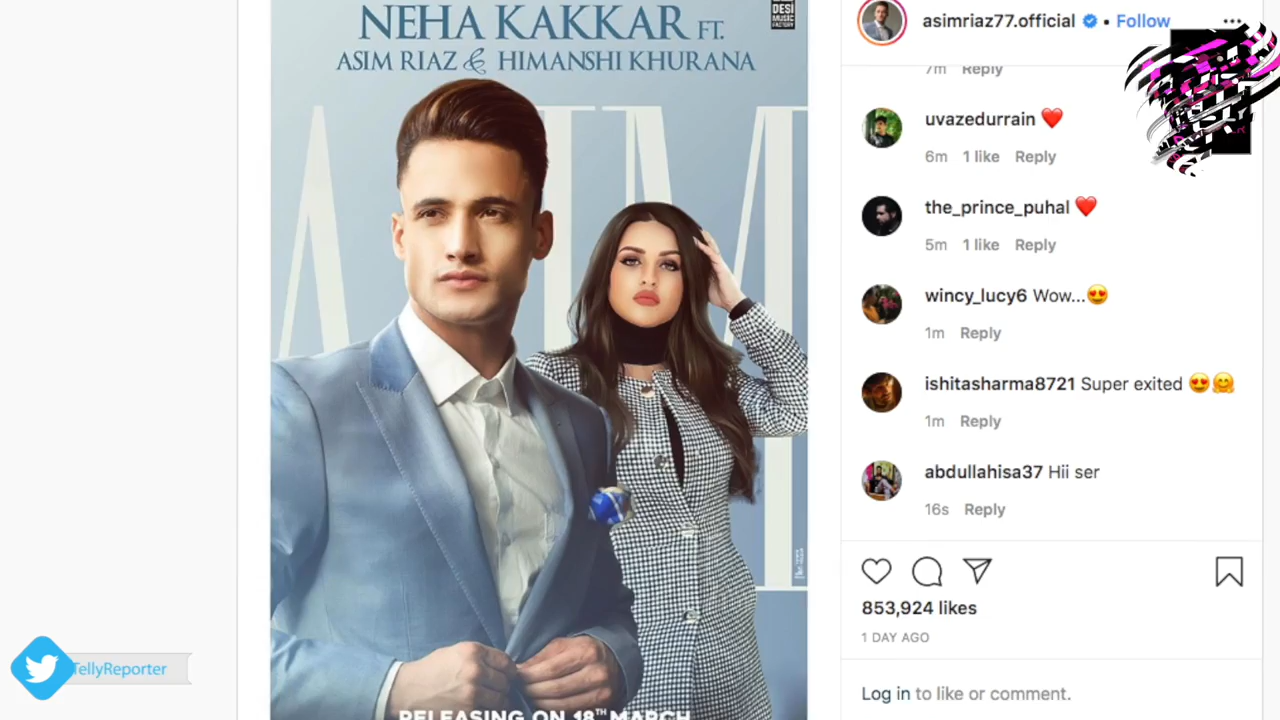 NEHA KAKKAR FT.
ASIM RIAZ & HIMANSHI KHURANA
DESI
MUSIC
FACTORY
RELEASING ON 18TH MARCH
asimriaz77.official • Follow
7m Reply
uvazedurrain ❤️
6m 1 like Reply
the_prince_puhal ❤️
5m 1 like Reply
wincy_lucy6 Wow...😍
1m Reply
ishitasharma8721 Super exited 😍🤗
1m Reply
abdullahisa37 Hii ser
16s Reply
853,924 likes
1 DAY AGO
Log in to like or comment.
TellyReporter